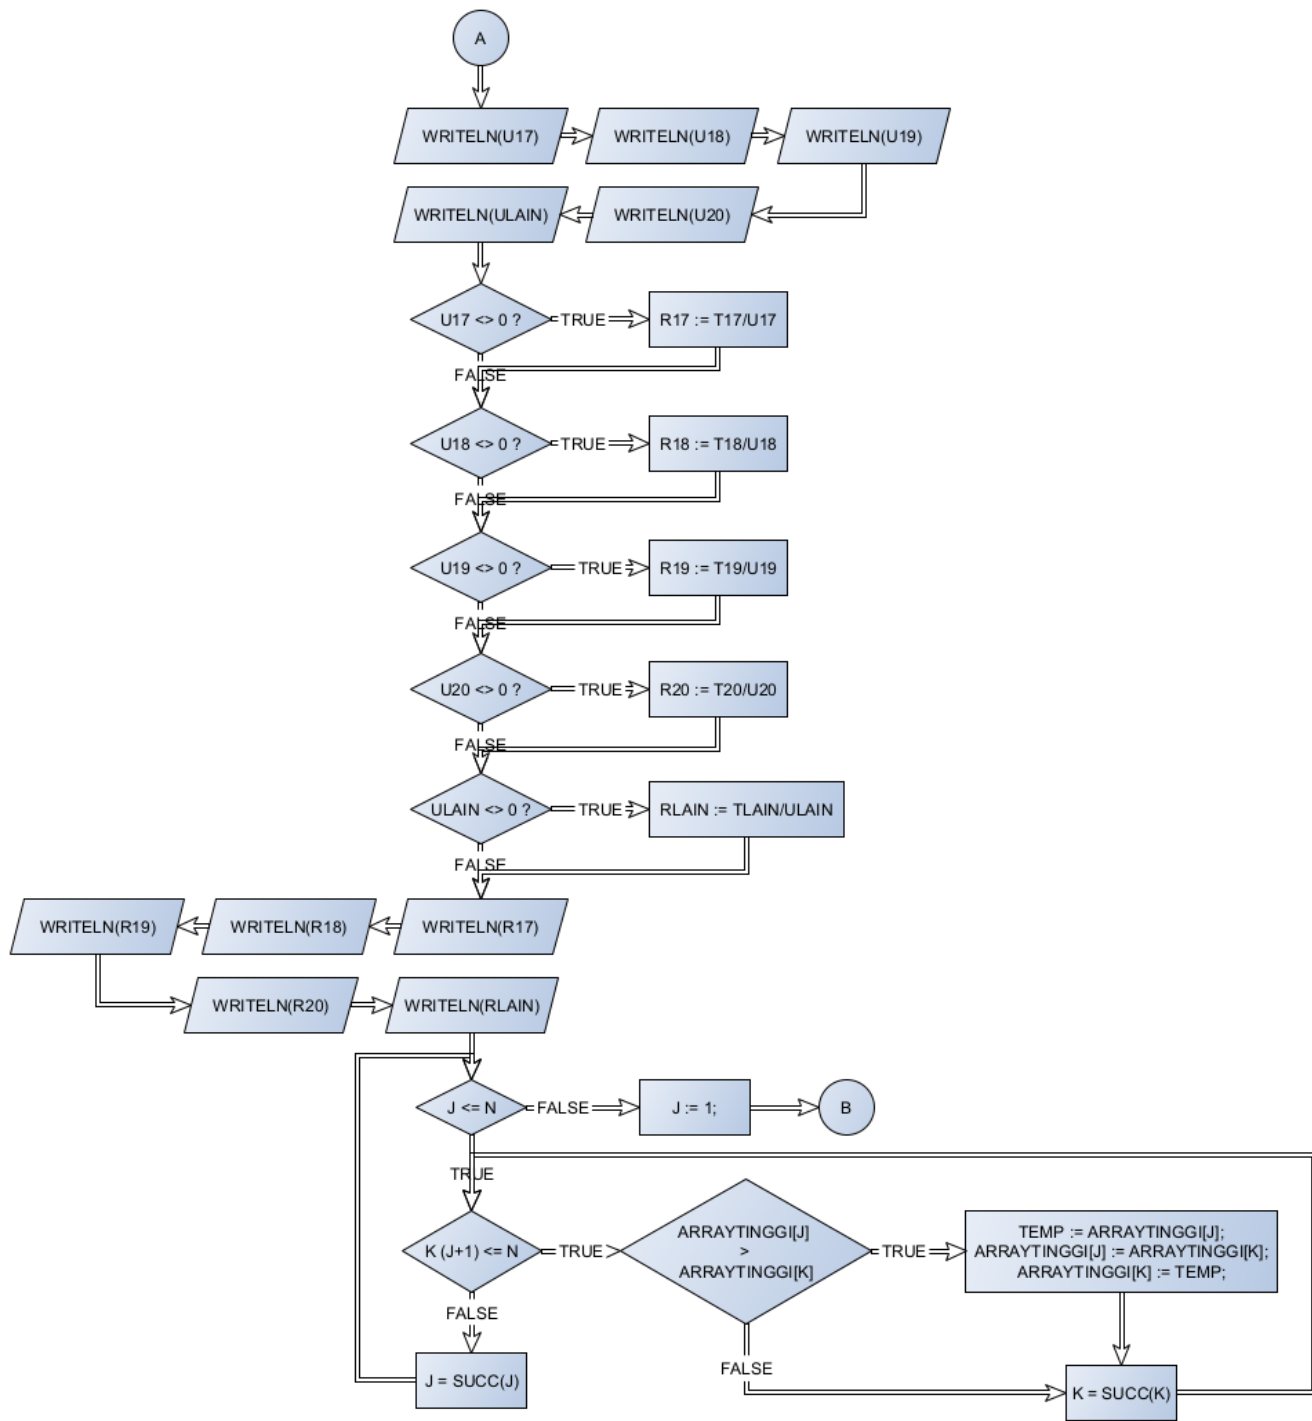 A
WRITELN(U17)
WRITELN(U18)
WRITELN(U19)
WRITELN(U20)
WRITELN(ULAIN)
U17 <> 0 ?
TRUE
R17 := T17/U17
FALSE
U18 <> 0 ?
TRUE
R18 := T18/U18
FALSE
U19 <> 0 ?
TRUE
R19 := T19/U19
FALSE
U20 <> 0 ?
TRUE
R20 := T20/U20
FALSE
ULAIN <> 0 ?
TRUE
RLAIN := TLAIN/ULAIN
FALSE
WRITELN(R17)
WRITELN(R18)
WRITELN(R19)
WRITELN(R20)
WRITELN(RLAIN)
J <= N
FALSE
J := 1;
B
TRUE
K (J+1) <= N
TRUE
ARRAYTINGGI[J]
>
ARRAYTINGGI[K]
TRUE
TEMP := ARRAYTINGGI[J];
ARRAYTINGGI[J] := ARRAYTINGGI[K];
ARRAYTINGGI[K] := TEMP;
FALSE
J = SUCC(J)
FALSE
K = SUCC(K)